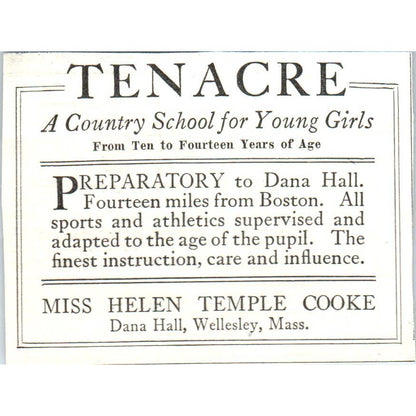 TENACRE
A Country School for Young Girls
From Ten to Fourteen Years of Age
PREPARATORY to Dana Hall.
Fourteen miles from Boston. All
sports and athletics supervised and
adapted to the age of the pupil. The
finest instruction, care and influence.
MISS HELEN TEMPLE COOKE
Dana Hall, Wellesley, Mass.